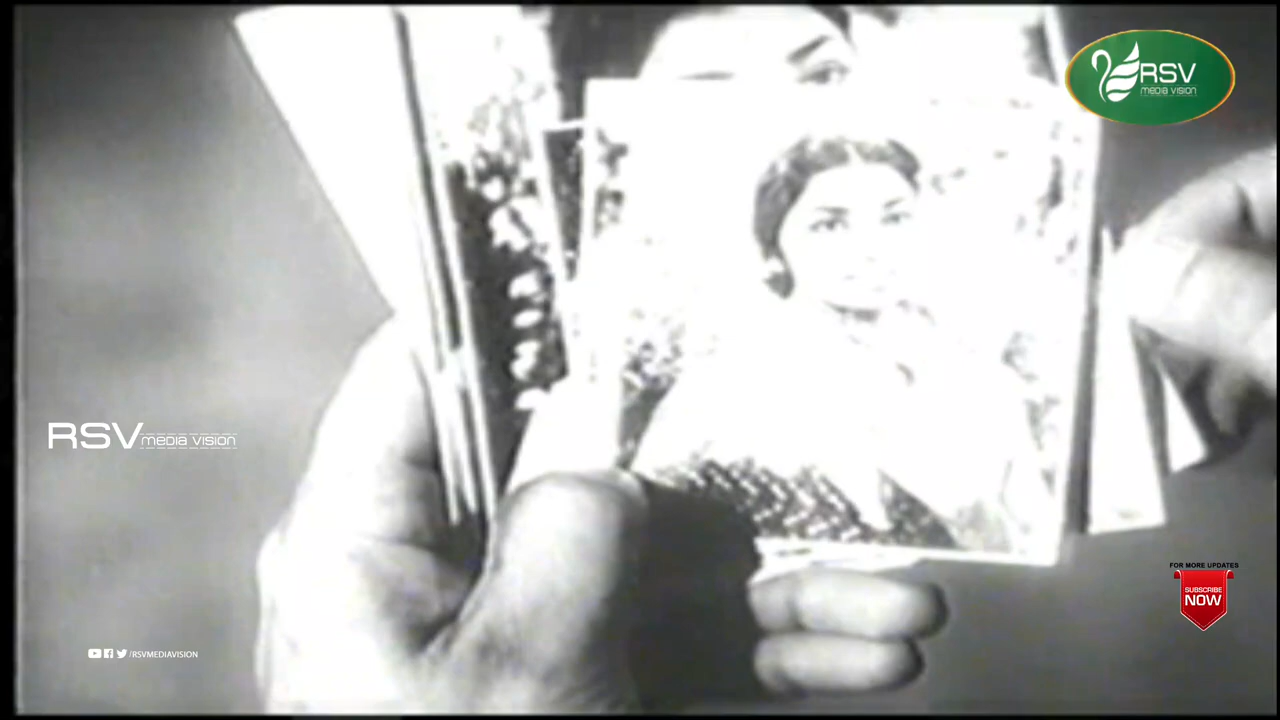 RSV
media vision
RSV media vision
FOR MORE UPDATES
SUBSCRIBE
NOW
/RSVMEDIAVISION